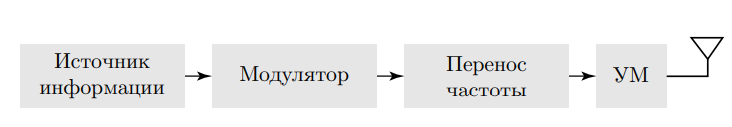 Источник
информации
Модулятор
Перенос
частоты
УМ